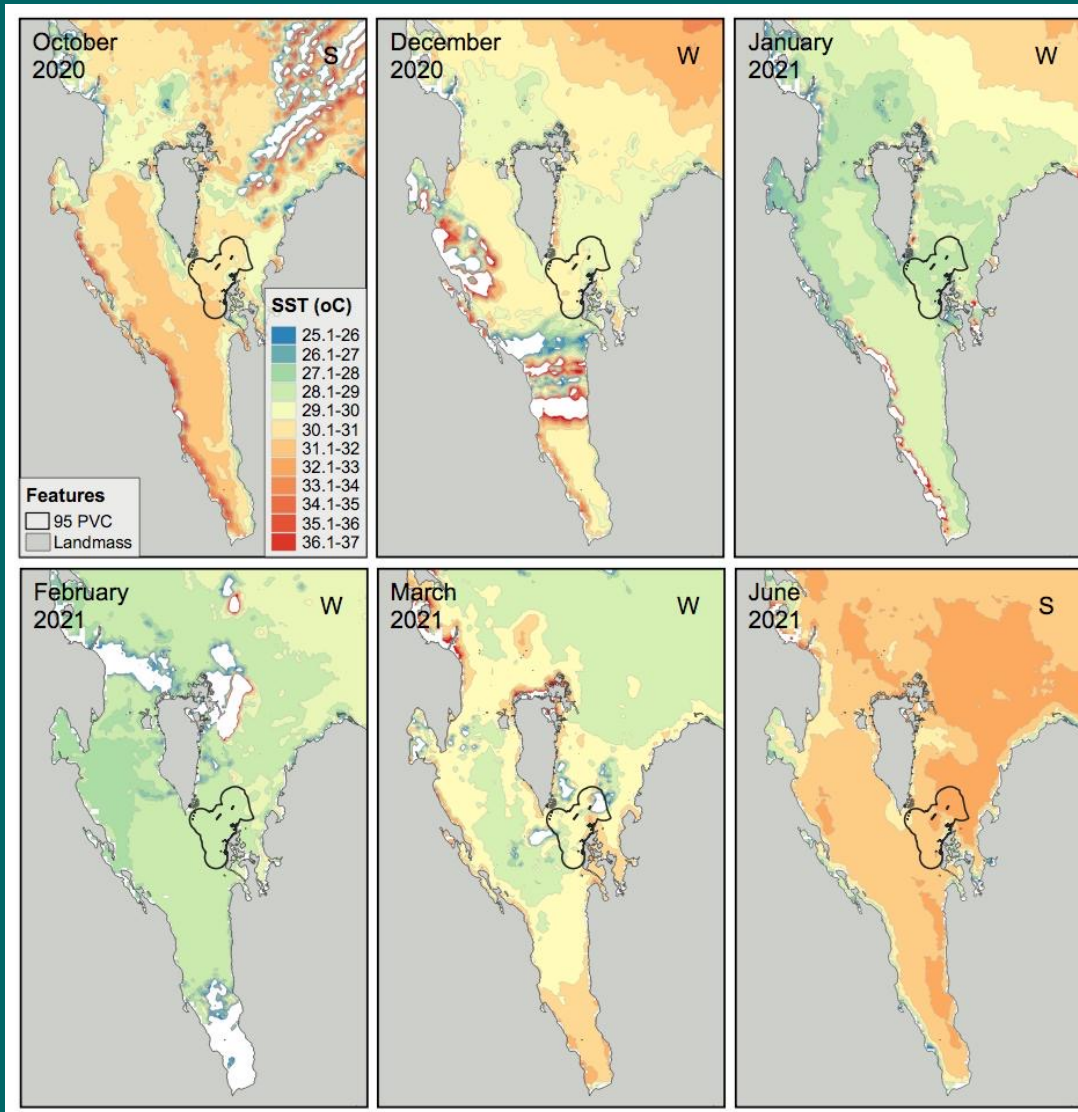 October
2020
S
SST (oC)
25.1-26
26.1-27
27.1-28
28.1-29
29.1-30
30.1-31
31.1-32
32.1-33
33.1-34
34.1-35
35.1-36
36.1-37
Features
95 PVC
Landmass
December
2020
W
January
2021
W
February
2021
W
March
2021
W
June
2021
S